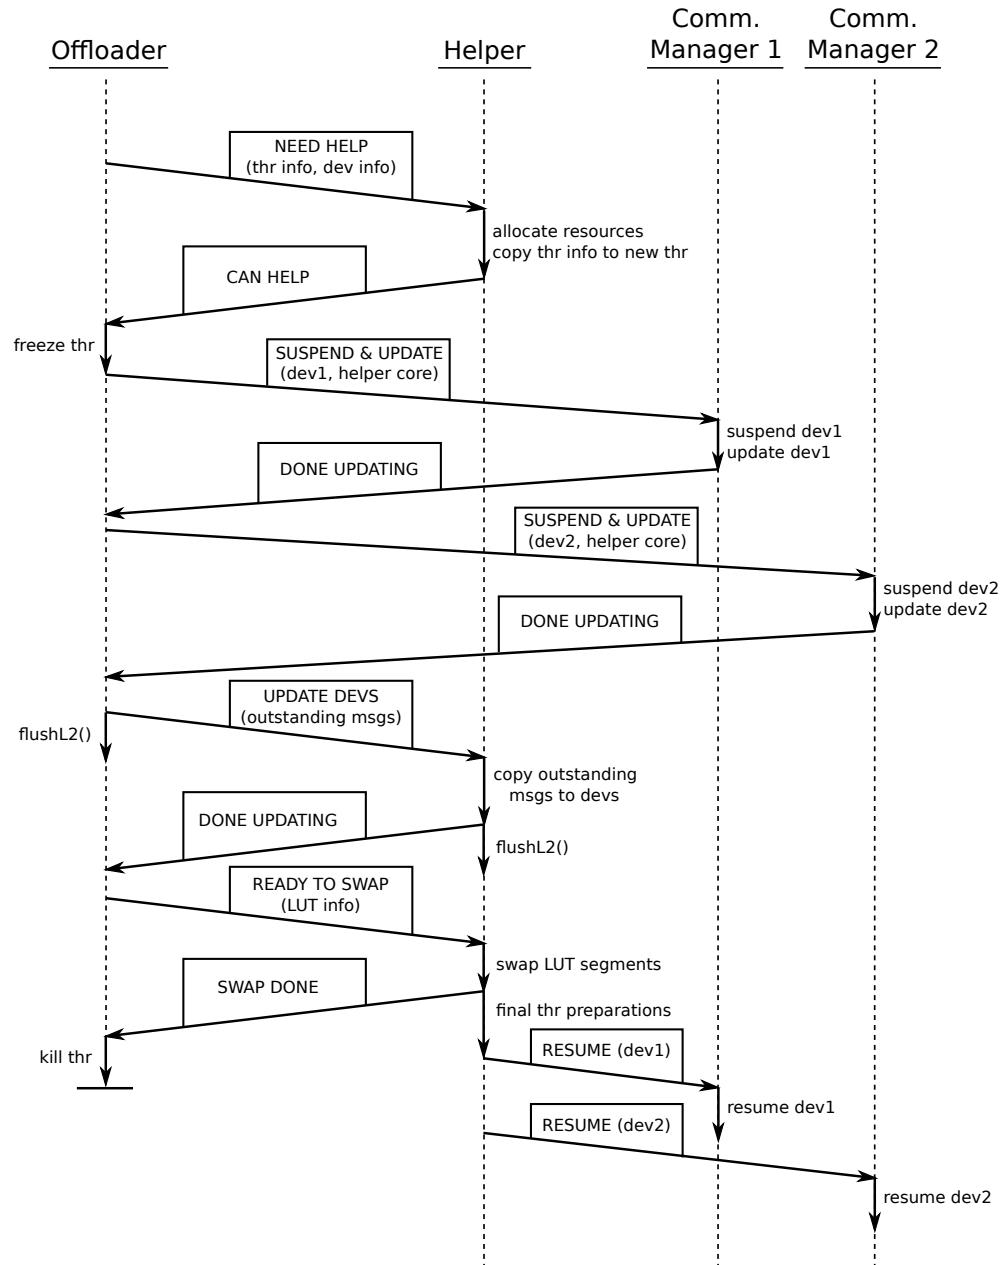 Offloader
Helper
Comm.
Manager 1
Comm.
Manager 2
NEED HELP
(thr info, dev info)
allocate resources
copy thr info to new thr
CAN HELP
freeze thr
SUSPEND & UPDATE
(dev1, helper core)
suspend dev1
update dev1
DONE UPDATING
SUSPEND & UPDATE
(dev2, helper core)
suspend dev2
update dev2
DONE UPDATING
UPDATE DEVS
(outstanding msgs)
flushL2()
copy outstanding
msgs to devs
DONE UPDATING
flushL2()
READY TO SWAP
(LUT info)
swap LUT segments
SWAP DONE
final thr preparations
RESUME (dev1)
kill thr
resume dev1
RESUME (dev2)
resume dev2